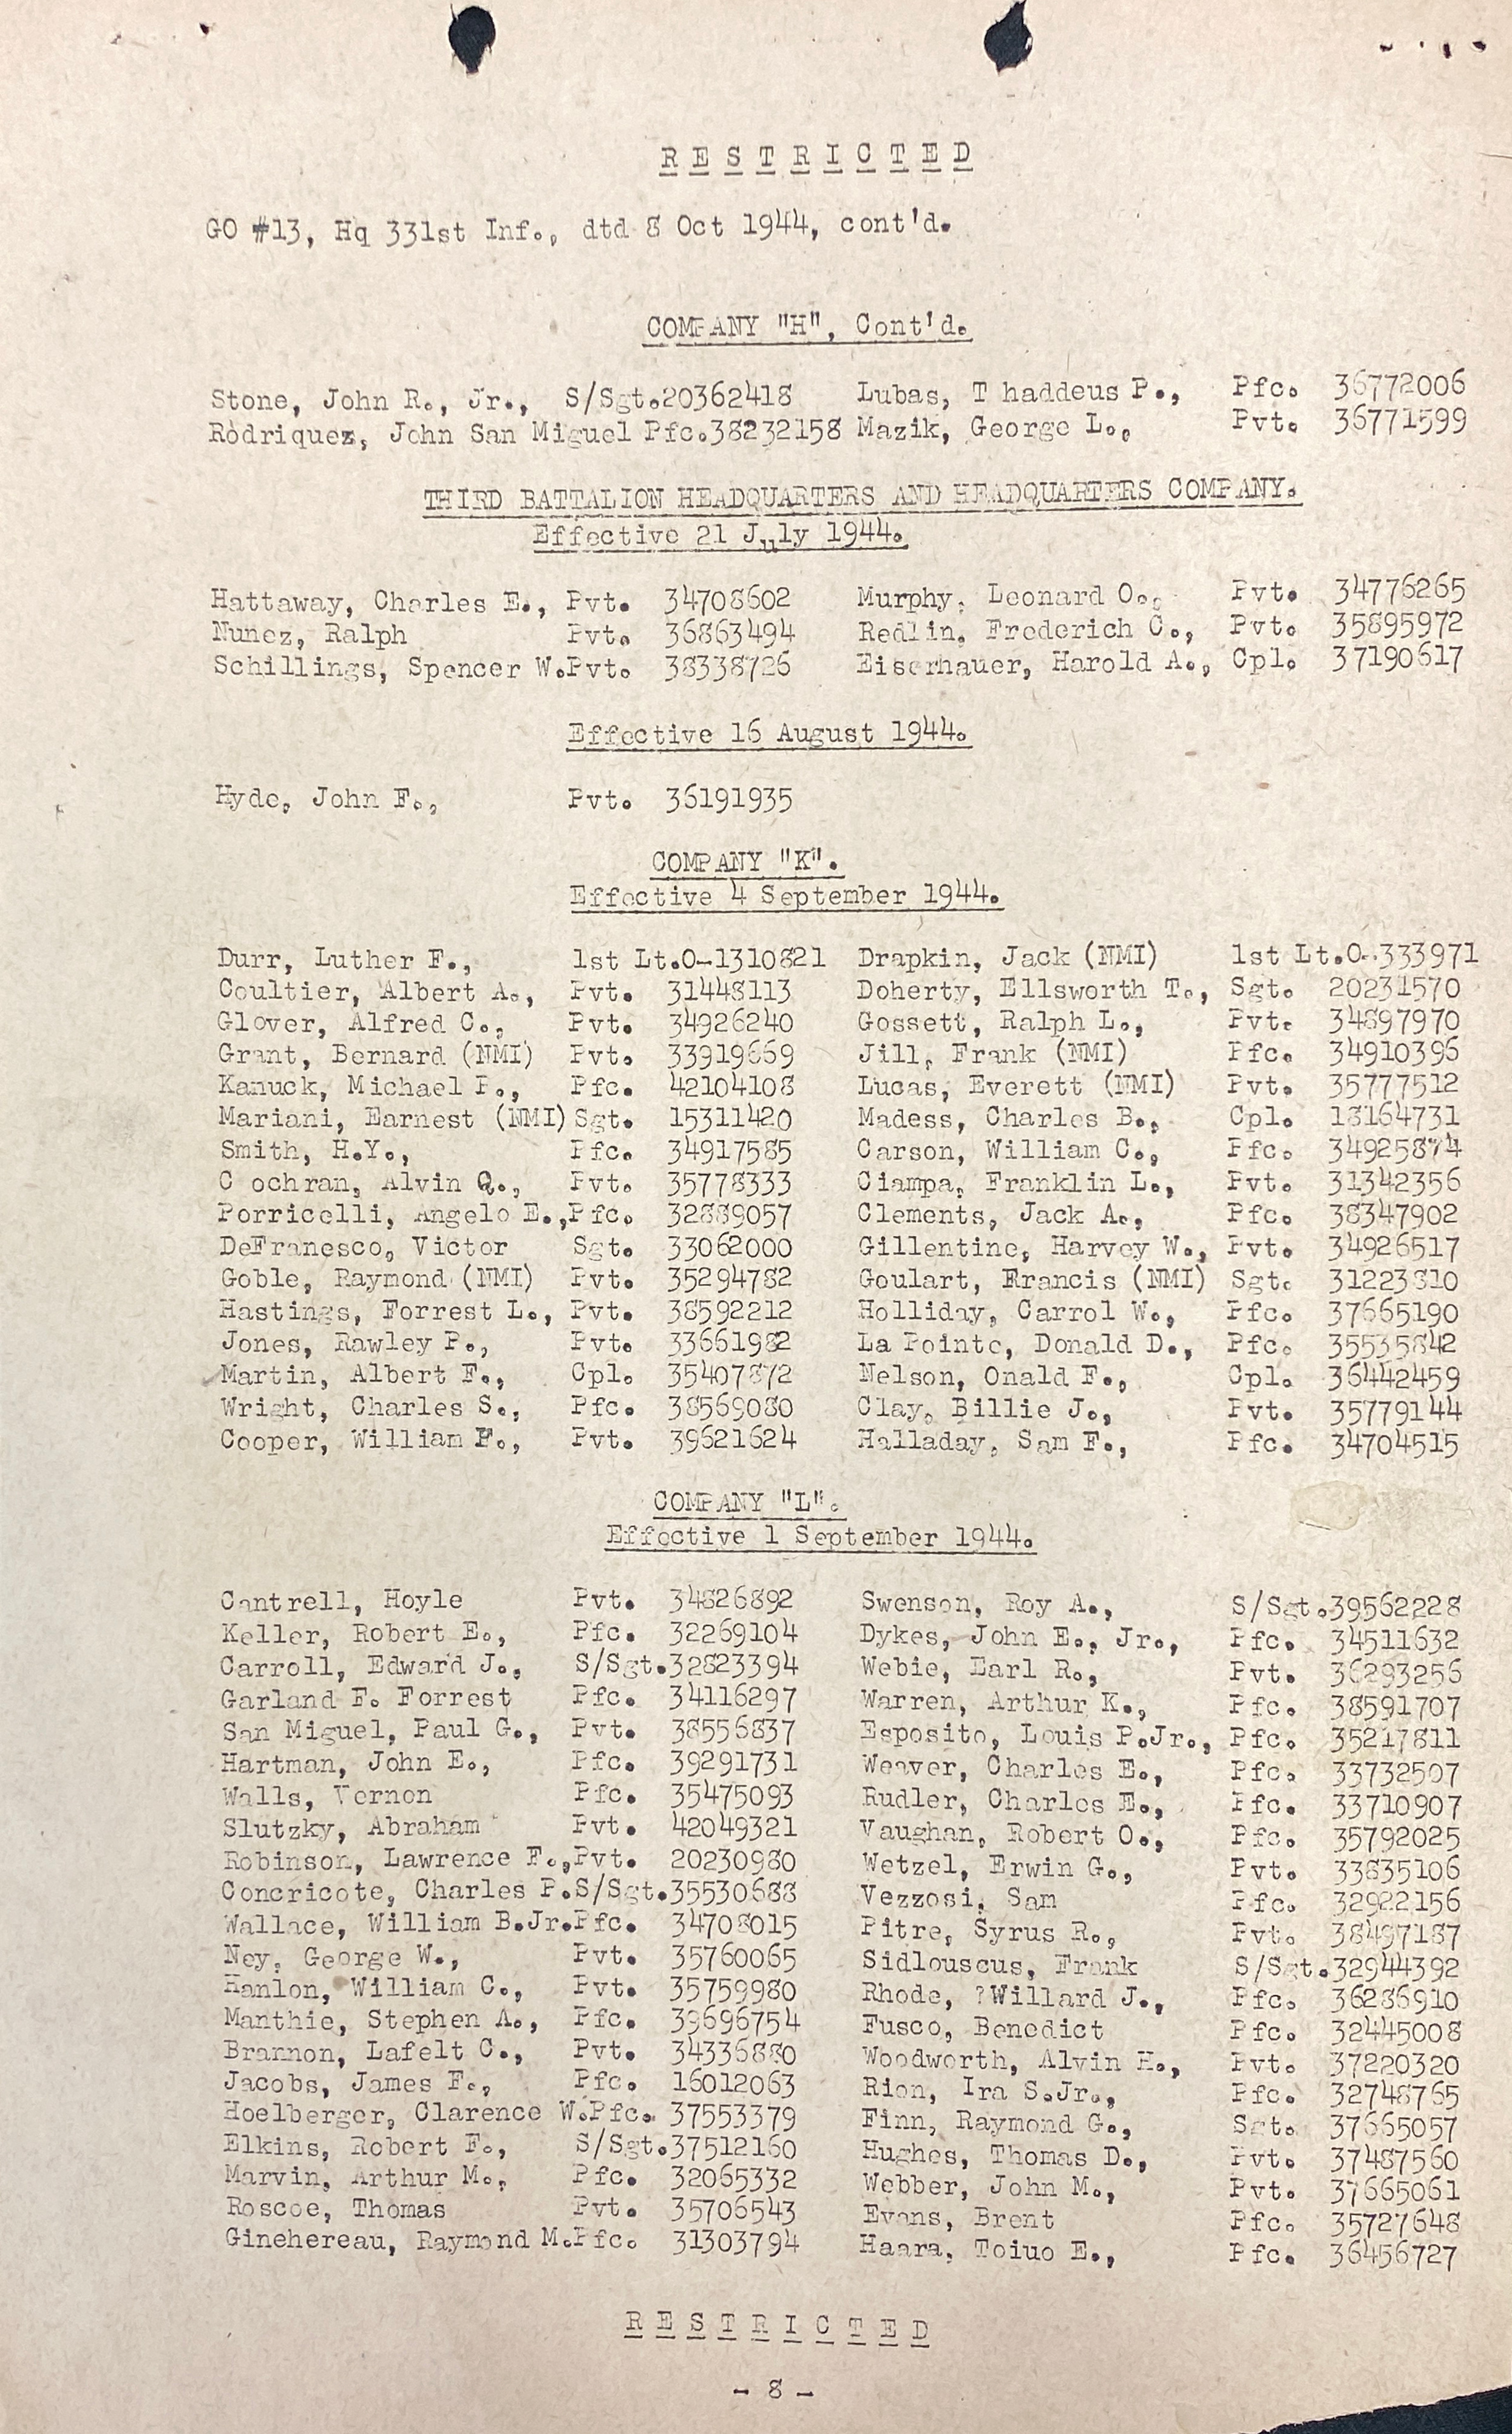 R E S T R I C T E D
GO #13, Hq 331st Inf., dtd 8 Oct 1944, cont'd.
COMPANY "H", Cont'd.
Stone, John R., Jr., S/Sgt.20362418 Lubas, T haddeus P., Pfc. 36772006
Rodriquez, John San Miguel Pfc.38232158 Mazik, George L., Pvt. 36771599
THIRD BATTALION HEADQUARTERS AND HEADQUARTERS COMPANY.
Effective 21 July 1944.
Hattaway, Charles E., Pvt. 34708602 Murphy, Leonard O., Pvt. 34776265
Nunez, Ralph Pvt. 36863494 Redlin, Frederich C., Pvt. 35895972
Schillings, Spencer W.Pvt. 38338726 Eiserhauer, Harold A., Cpl. 37190617
Effective 16 August 1944.
Hyde, John F., Pvt. 36191935
COMPANY "K".
Effective 4 September 1944.
Durr, Luther F., 1st Lt.O-1310821 Drapkin, Jack (NMI) 1st Lt.O-333971
Coultier, Albert A., Pvt. 31448113 Doherty, Ellsworth T., Sgt. 20231570
Glover, Alfred C., Pvt. 34926240 Gossett, Ralph L., Pvt. 34897970
Grant, Bernard (NMI) Pvt. 33919669 Jill, Frank (NMI) Pfc. 34910396
Kanuck, Michael P., Pfc. 42104108 Lucas, Everett (NMI) Pvt. 35777512
Mariani, Earnest (NMI) Sgt. 15311420 Madess, Charles B., Cpl. 18164731
Smith, H.Y., Pfc. 34917585 Carson, William C., Pfc. 34925874
C ochran, Alvin Q., Pvt. 35778333 Ciampa, Franklin L., Pvt. 31342356
Porricelli, Angelo E.,Pfc. 32889057 Clements, Jack A., Pfc. 38347902
DeFranesco, Victor Sgt. 33062000 Gillentine, Harvey W., Pvt. 34926517
Goble, Raymond (NMI) Pvt. 35294782 Goulart, Francis (NMI) Sgt. 31223810
Hastings, Forrest L., Pvt. 38592212 Holliday, Carrol W., Pfc. 37665190
Jones, Rawley P., Pvt. 33661982 La Pointe, Donald D., Pfc. 35535842
Martin, Albert F., Cpl. 35407872 Nelson, Onald F., Cpl. 36442459
Wright, Charles S., Pfc. 38569080 Clay, Billie J., Pvt. 35779144
Cooper, William F., Pvt. 39621624 Halladay, Sam F., Pfc. 34704515
COMPANY "L".
Effective 1 September 1944.
Cantrell, Hoyle Pvt. 34826892 Swenson, Roy A., S/Sgt.39562228
Keller, Robert E., Pfc. 32269104 Dykes, John E., Jr., Pfc. 34511632
Carroll, Edward J., S/Sgt.32823394 Webie, Earl R., Pvt. 36293256
Garland F. Forrest Pfc. 34116297 Warren, Arthur K., Pfc. 38591707
San Miguel, Paul G., Pvt. 38556837 Esposito, Louis P.Jr., Pfc. 35217811
Hartman, John E., Pfc. 39291731 Weaver, Charles E., Pfc. 33732507
Walls, Vernon Pfc. 35475093 Rudler, Charles E., Pfc. 33710907
Slutzky, Abraham Pvt. 42049321 Vaughan, Robert O., Pfc. 35792025
Robinson, Lawrence F.,Pvt. 20230980 Wetzel, Erwin G., Pvt. 33835106
Concricote, Charles P.S/Sgt.35530688 Vezzosi, Sam Pfc. 32922156
Wallace, William B.Jr.Pfc. 34708015 Pitre, Syrus R., Pvt. 38497187
Ney, George W., Pvt. 35760065 Sidlouscus, Frank S/Sgt.32944392
Hanlon, William C., Pvt. 35759980 Rhode, ?Willard J., Pfc. 36286910
Manthie, Stephen A., Pfc. 39696754 Fusco, Benedict Pfc. 32445008
Brannon, Lafelt C., Pvt. 34336880 Woodworth, Alvin H., Pvt. 37220320
Jacobs, James F., Pfc. 16012063 Rion, Ira S.Jr., Pfc. 32748765
Hoelberger, Clarence W.Pfc. 37553379 Finn, Raymond G., Sgt. 37665057
Elkins, Robert F., S/Sgt.37512160 Hughes, Thomas D., Pvt. 37487560
Marvin, Arthur M., Pfc. 32065332 Webber, John M., Pvt. 37665061
Roscoe, Thomas Pvt. 35706543 Evans, Brent Pfc. 35727648
Ginehereau, Raymond M.Pfc. 31303794 Haara, Toiuo E., Pfc. 36456727
R E S T R I C T E D
- 8 -